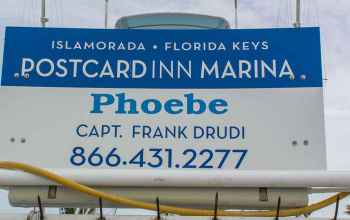 ISLAMORADA • FLORIDA KEYS
POSTCARD INN MARINA
Phoebe
CAPT. FRANK DRUDI
866.431.2277